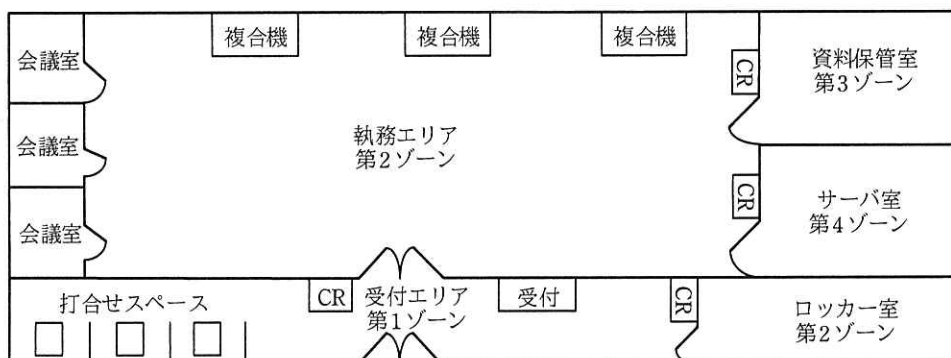 会議室
複合機
複合機
複合機
CR
資料保管室
第3ゾーン
会議室
執務エリア
第2ゾーン
会議室
CR
サーバ室
第4ゾーン
打合せスペース
CR
受付エリア
第1ゾーン
受付
CR
ロッカー室
第2ゾーン